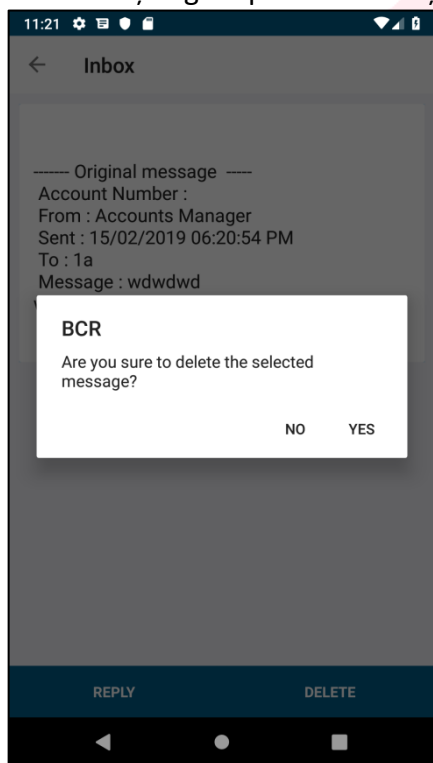 11:21
Inbox
------- Original message -----
Account Number :
From : Accounts Manager
Sent : 15/02/2019 06:20:54 PM
To : 1a
Message : wdwdwd
BCR
Are you sure to delete the selected
message?
NO YES
REPLY DELETE